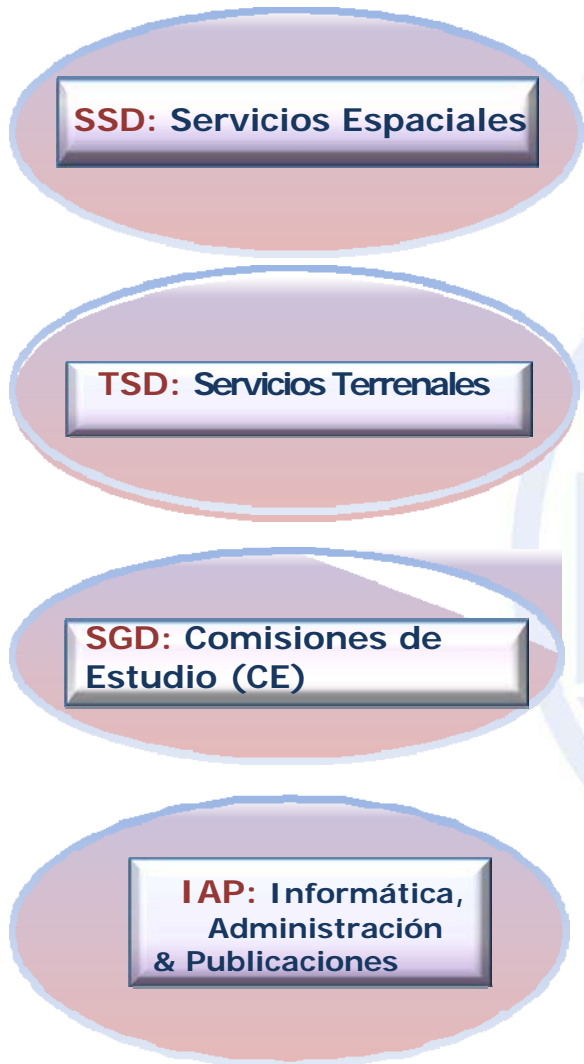 SSD: Servicios Espaciales
TSD: Servicios Terrenales
SGD: Comisiones de
Estudio (CE)
IAP: Informática,
Administración
& Publicaciones